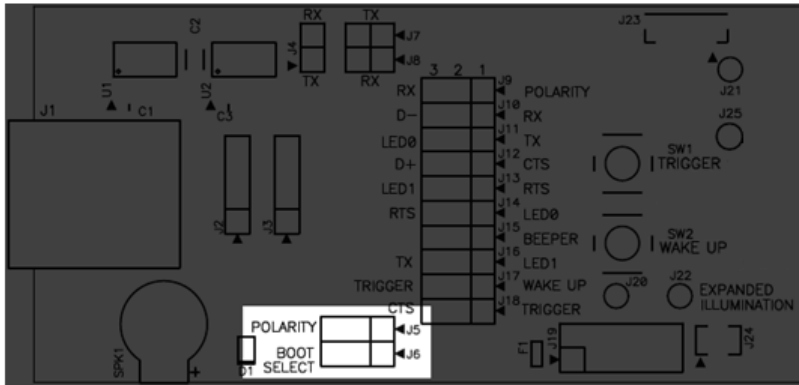 RX TX
C2
J4 J7
J8
TX RX
J23
J21
U1 C1 U2 C3
J1
3 2 1
RX J9 POLARITY
D- J10 RX
LED0 J11 TX
D+ J12 CTS
LED1 J13 RTS
RTS J14 LED0
J15 BEEPER
TX J16 LED1
TRIGGER J17 WAKE UP
CTS J18 TRIGGER
J25
SW1
TRIGGER
J2 J3
SW2
WAKE UP
J20 J22
EXPANDED
ILLUMINATION
POLARITY J5
BOOT J6
SELECT
D1
SPK1 +
F1 J19 J24